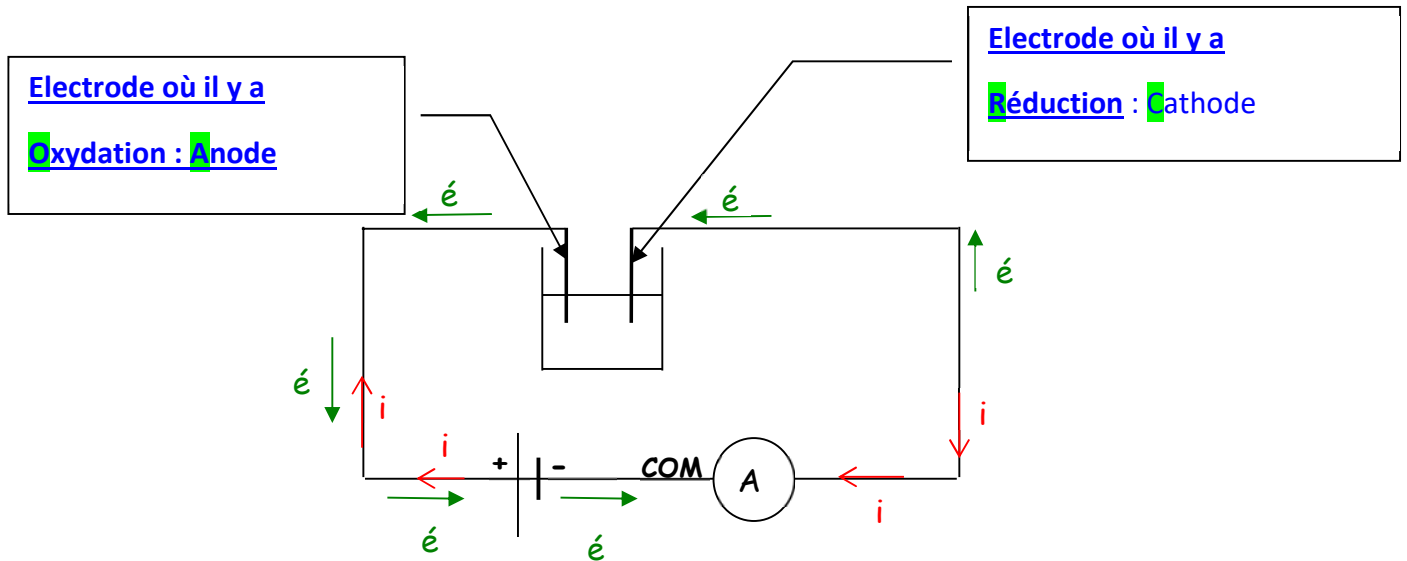 Electrode où il y a
Oxydation : Anode
Electrode où il y a
Réduction : Cathode
é
é
é
é
i
i
i
+
-
COM
A
i
é
é